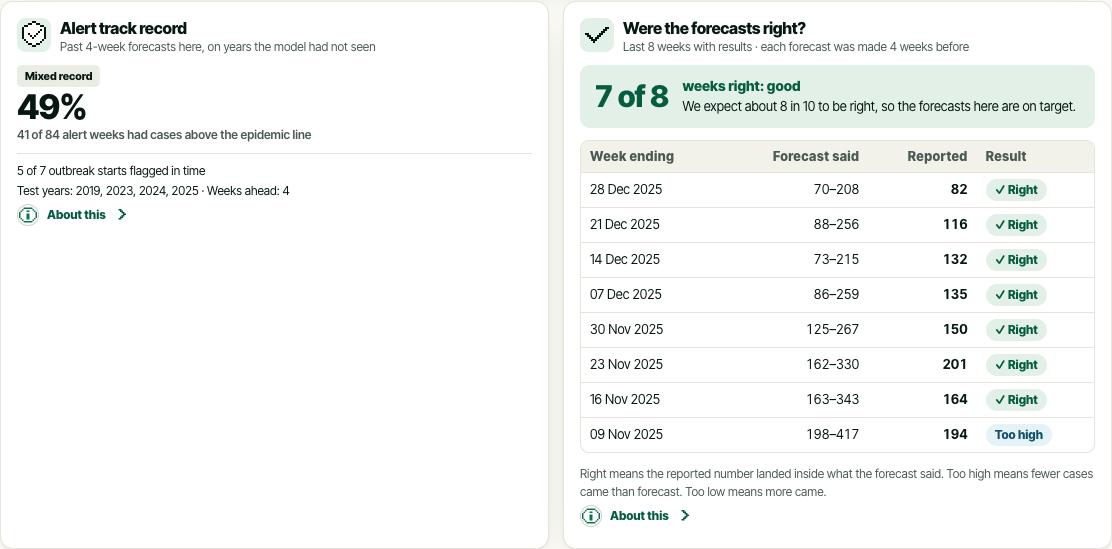 Alert track record
Past 4-week forecasts here, on years the model had not seen
Mixed record
49%
41 of 84 alert weeks had cases above the epidemic line
5 of 7 outbreak starts flagged in time
Test years: 2019, 2023, 2024, 2025 · Weeks ahead: 4
About this
Were the forecasts right?
Last 8 weeks with results · each forecast was made 4 weeks before
7 of 8
weeks right: good
We expect about 8 in 10 to be right, so the forecasts here are on target.
Week ending Forecast said Reported Result
28 Dec 2025 70–208 82 ✓ Right
21 Dec 2025 88–256 116 ✓ Right
14 Dec 2025 73–215 132 ✓ Right
07 Dec 2025 86–259 135 ✓ Right
30 Nov 2025 125–267 150 ✓ Right
23 Nov 2025 162–330 201 ✓ Right
16 Nov 2025 163–343 164 ✓ Right
09 Nov 2025 198–417 194 Too high
Right means the reported number landed inside what the forecast said. Too high means fewer cases
came than forecast. Too low means more came.
About this